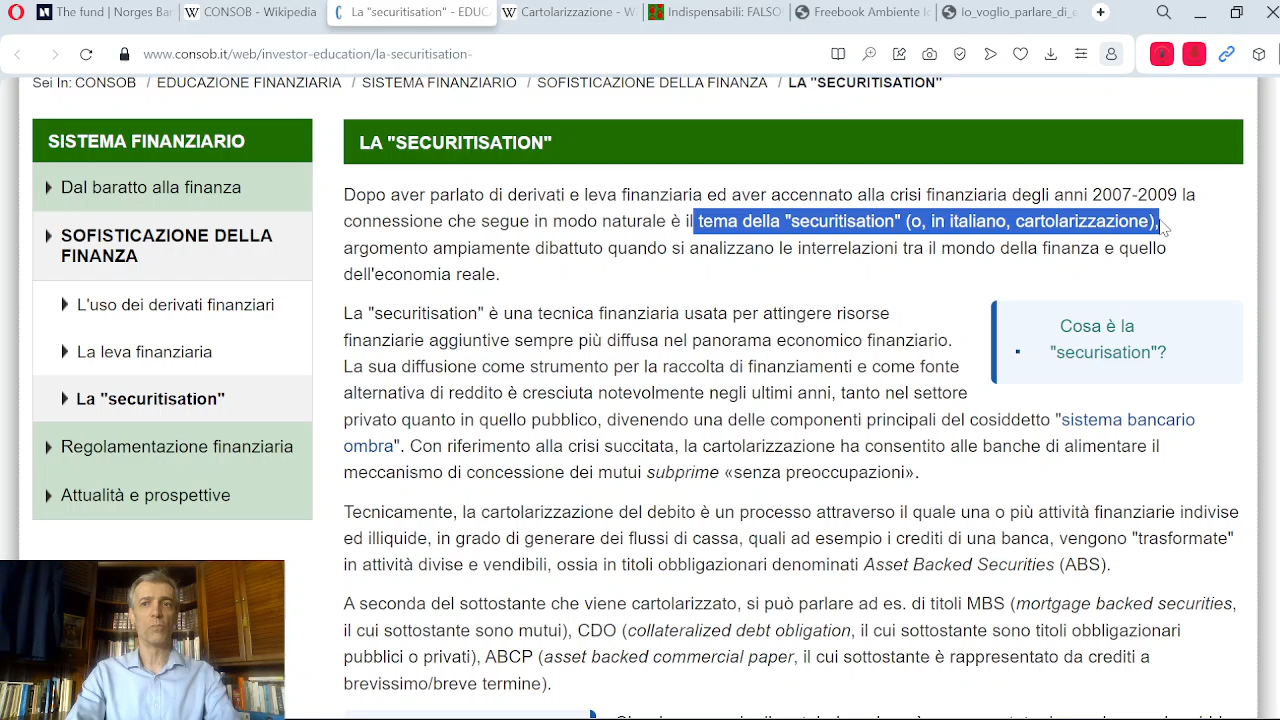 The fund | Norges Bar
CONSOB - Wikipedia
La "securitisation" - EDUC
Cartolarizzazione - W
Indispensabili FALSO
Freebook Ambiente Id
Io_voglio_parlare_di_e
www.consob.it/web/investor-education/la-securitisation-
Sei In: CONSOB / EDUCAZIONE FINANZIARIA / SISTEMA FINANZIARIO / SOFISTICAZIONE DELLA FINANZA / LA "SECURITISATION"
SISTEMA FINANZIARIO
Dal baratto alla finanza
SOFISTICAZIONE DELLA
FINANZA
L'uso dei derivati finanziari
La leva finanziaria
La "securitisation"
Regolamentazione finanziaria
Attualità e prospettive
LA "SECURITISATION"
Dopo aver parlato di derivati e leva finanziaria ed aver accennato alla crisi finanziaria degli anni 2007-2009 la
connessione che segue in modo naturale è il tema della "securitisation" (o, in italiano, cartolarizzazione),
argomento ampiamente dibattuto quando si analizzano le interrelazioni tra il mondo della finanza e quello
dell'economia reale.
La "securitisation" è una tecnica finanziaria usata per attingere risorse
finanziarie aggiuntive sempre più diffusa nel panorama economico finanziario.
La sua diffusione come strumento per la raccolta di finanziamenti e come fonte
alternativa di reddito è cresciuta notevolmente negli ultimi anni, tanto nel settore
privato quanto in quello pubblico, divenendo una delle componenti principali del cosiddetto "sistema bancario
ombra". Con riferimento alla crisi succitata, la cartolarizzazione ha consentito alle banche di alimentare il
meccanismo di concessione dei mutui subprime «senza preoccupazioni».
Cosa è la
"securisation"?
Tecnicamente, la cartolarizzazione del debito è un processo attraverso il quale una o più attività finanziarie indivise
ed illiquide, in grado di generare dei flussi di cassa, quali ad esempio i crediti di una banca, vengono "trasformate"
in attività divise e vendibili, ossia in titoli obbligazionari denominati Asset Backed Securities (ABS).
A seconda del sottostante che viene cartolarizzato, si può parlare ad es. di titoli MBS (mortgage backed securities,
il cui sottostante sono mutui), CDO (collateralized debt obligation, il cui sottostante sono titoli obbligazionari
pubblici o privati), ABCP (asset backed commercial paper, il cui sottostante è rappresentato da crediti a
brevissimo/breve termine).